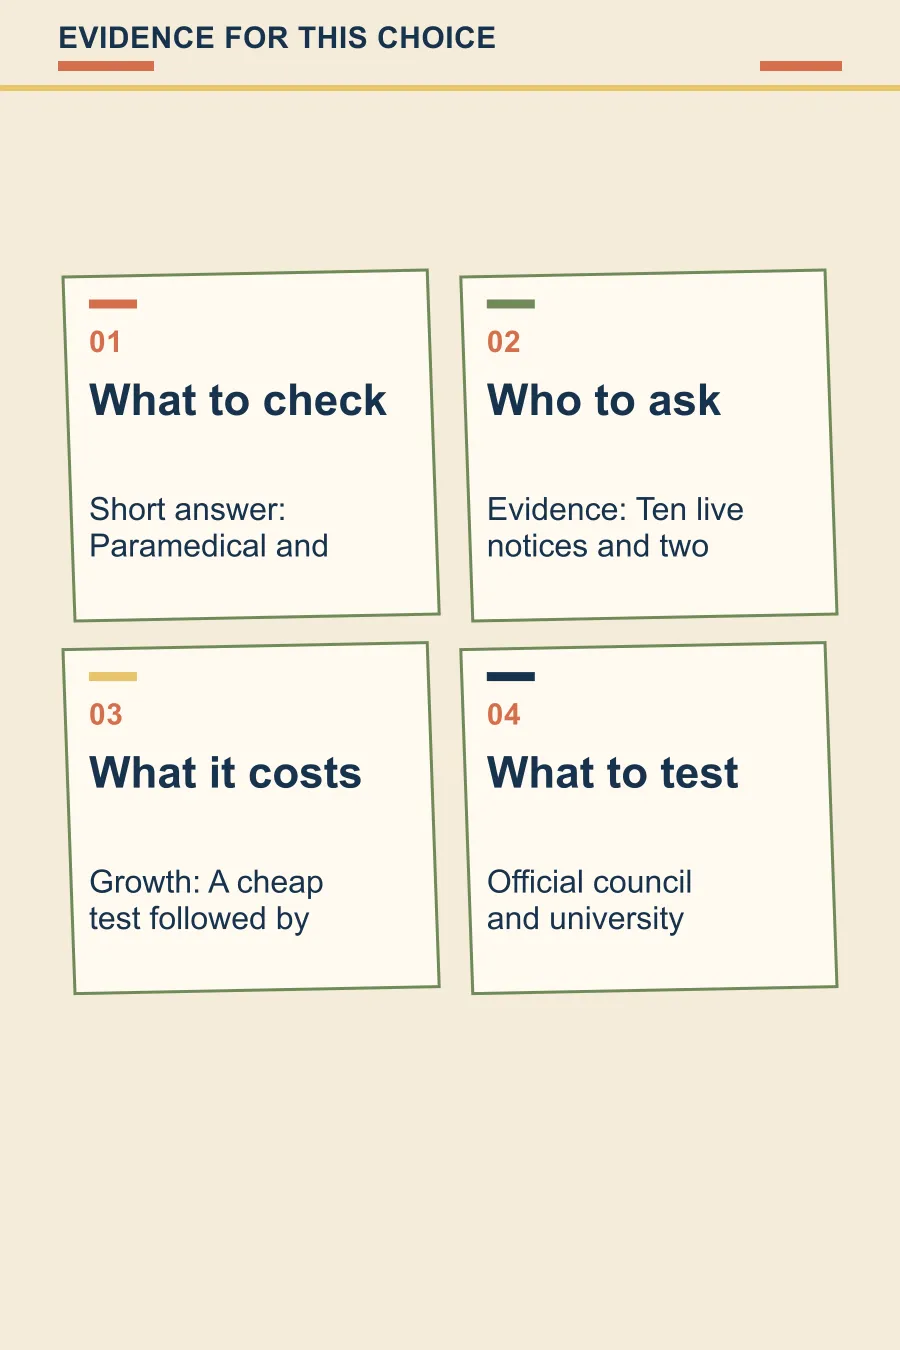 EVIDENCE FOR THIS CHOICE
01
What to check
Short answer:
Paramedical and
02
Who to ask
Evidence: Ten live
notices and two
03
What it costs
Growth: A cheap
test followed by
04
What to test
Official council
and university